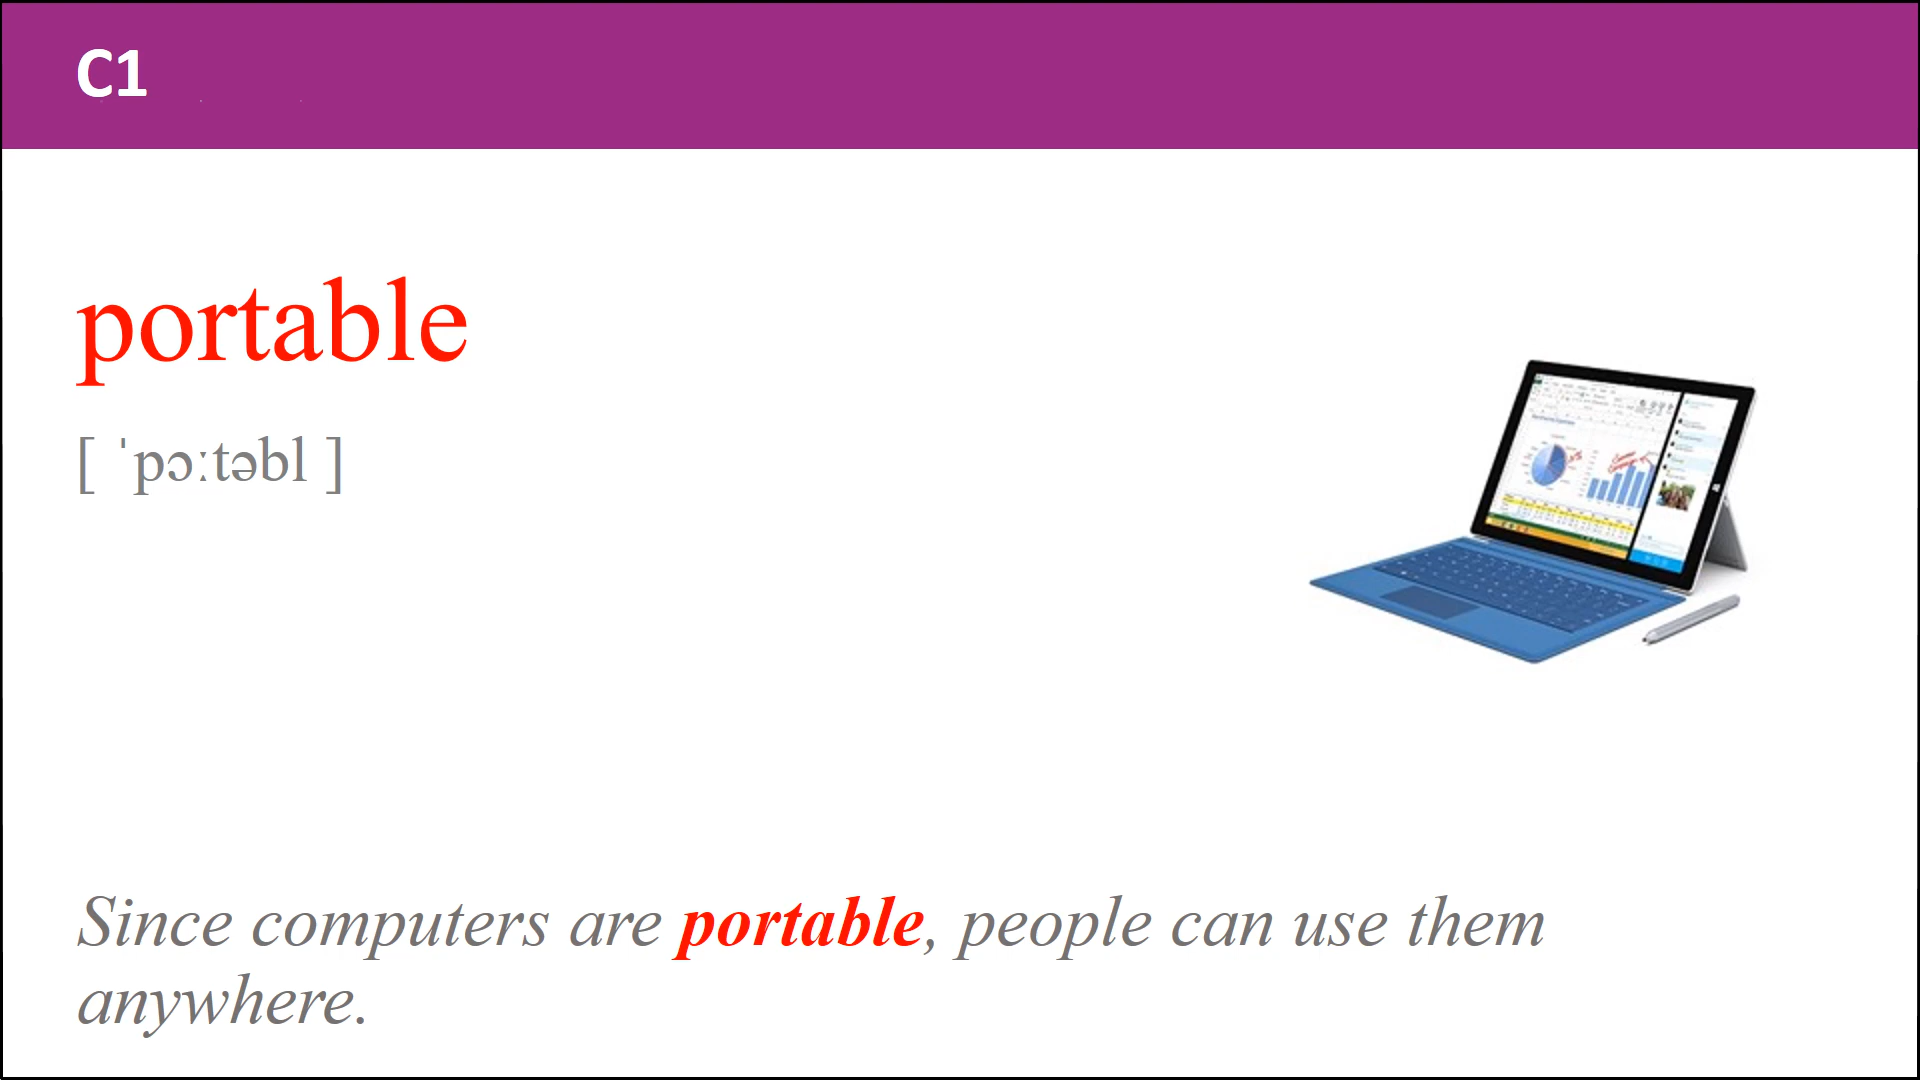 C1
portable
[ ˈpɔːtəbl ]
Since computers are portable, people can use them
anywhere.